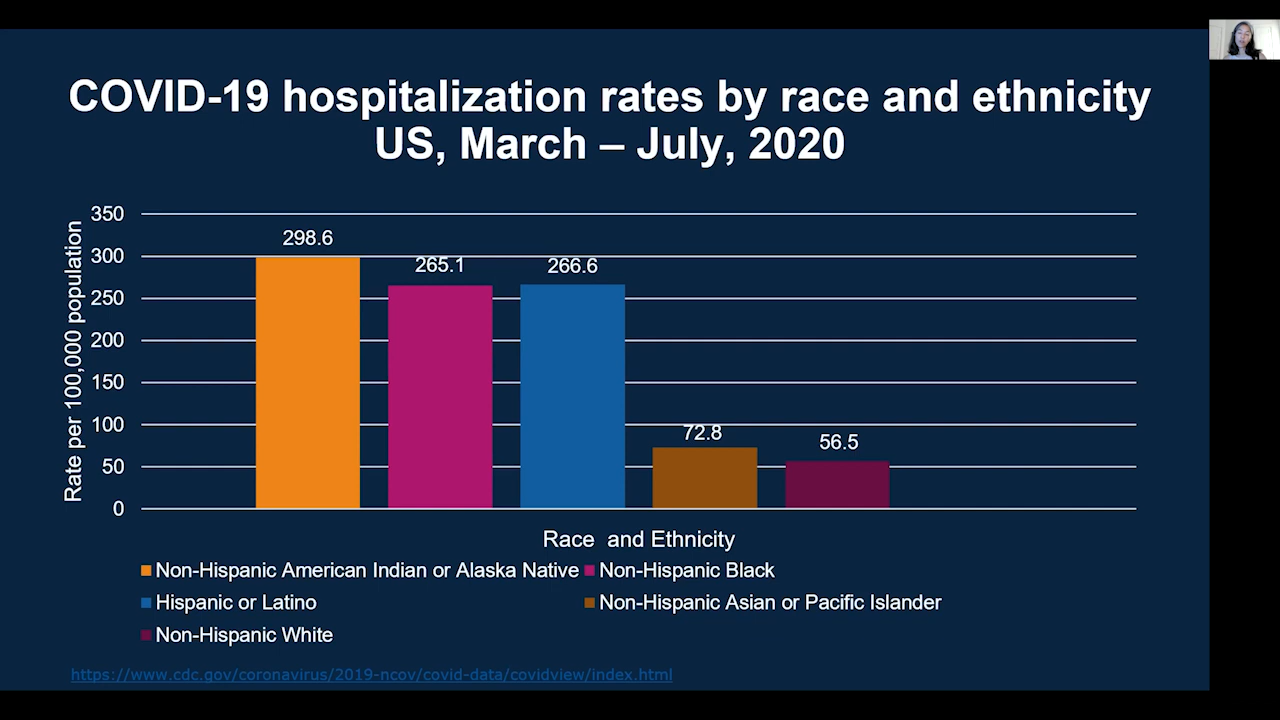 COVID-19 hospitalization rates by race and ethnicity
US, March – July, 2020
Rate per 100,000 population
350
300
250
200
150
100
50
0
298.6
265.1
266.6
72.8
56.5
Race and Ethnicity
Non-Hispanic American Indian or Alaska Native
Non-Hispanic Black
Hispanic or Latino
Non-Hispanic Asian or Pacific Islander
Non-Hispanic White
https://www.cdc.gov/coronavirus/2019-ncov/covid-data/covidview/index.html